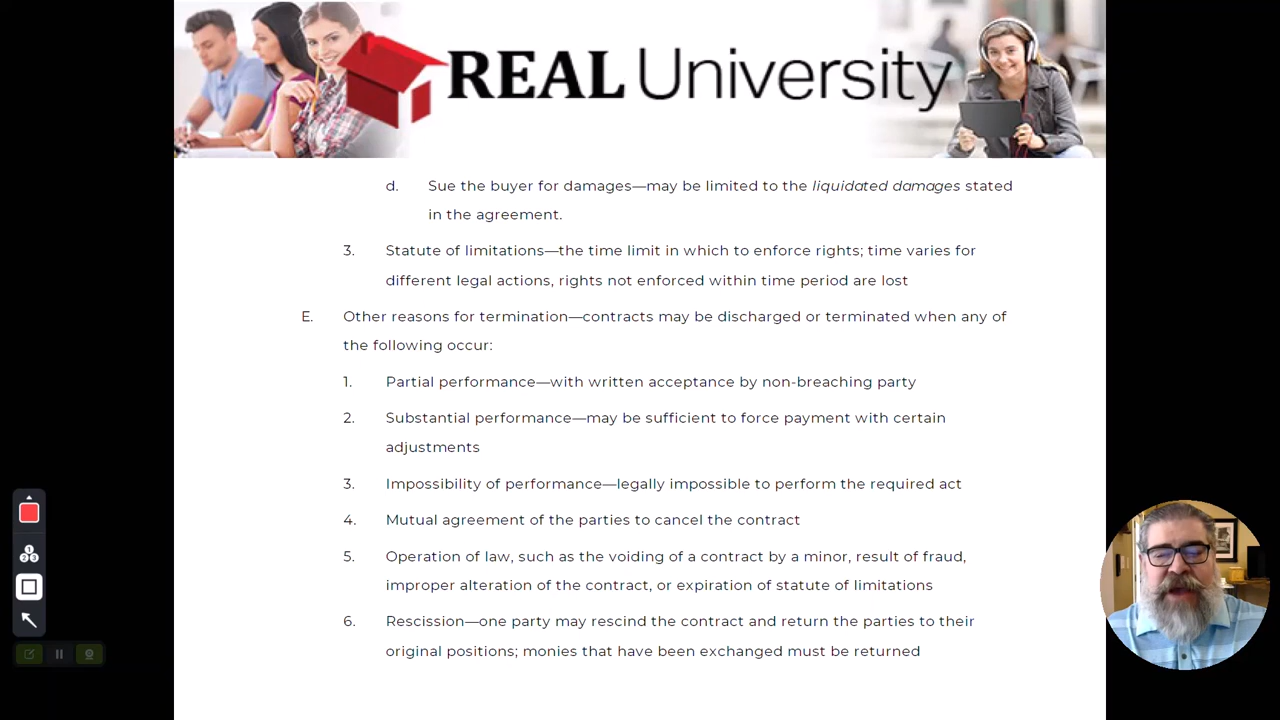 REAL University
d. Sue the buyer for damages—may be limited to the liquidated damages stated
in the agreement.
3. Statute of limitations—the time limit in which to enforce rights; time varies for
different legal actions, rights not enforced within time period are lost
E. Other reasons for termination—contracts may be discharged or terminated when any of
the following occur:
1. Partial performance—with written acceptance by non-breaching party
2. Substantial performance—may be sufficient to force payment with certain
adjustments
3. Impossibility of performance—legally impossible to perform the required act
4. Mutual agreement of the parties to cancel the contract
5. Operation of law, such as the voiding of a contract by a minor, result of fraud,
improper alteration of the contract, or expiration of statute of limitations
6. Rescission—one party may rescind the contract and return the parties to their
original positions; monies that have been exchanged must be returned